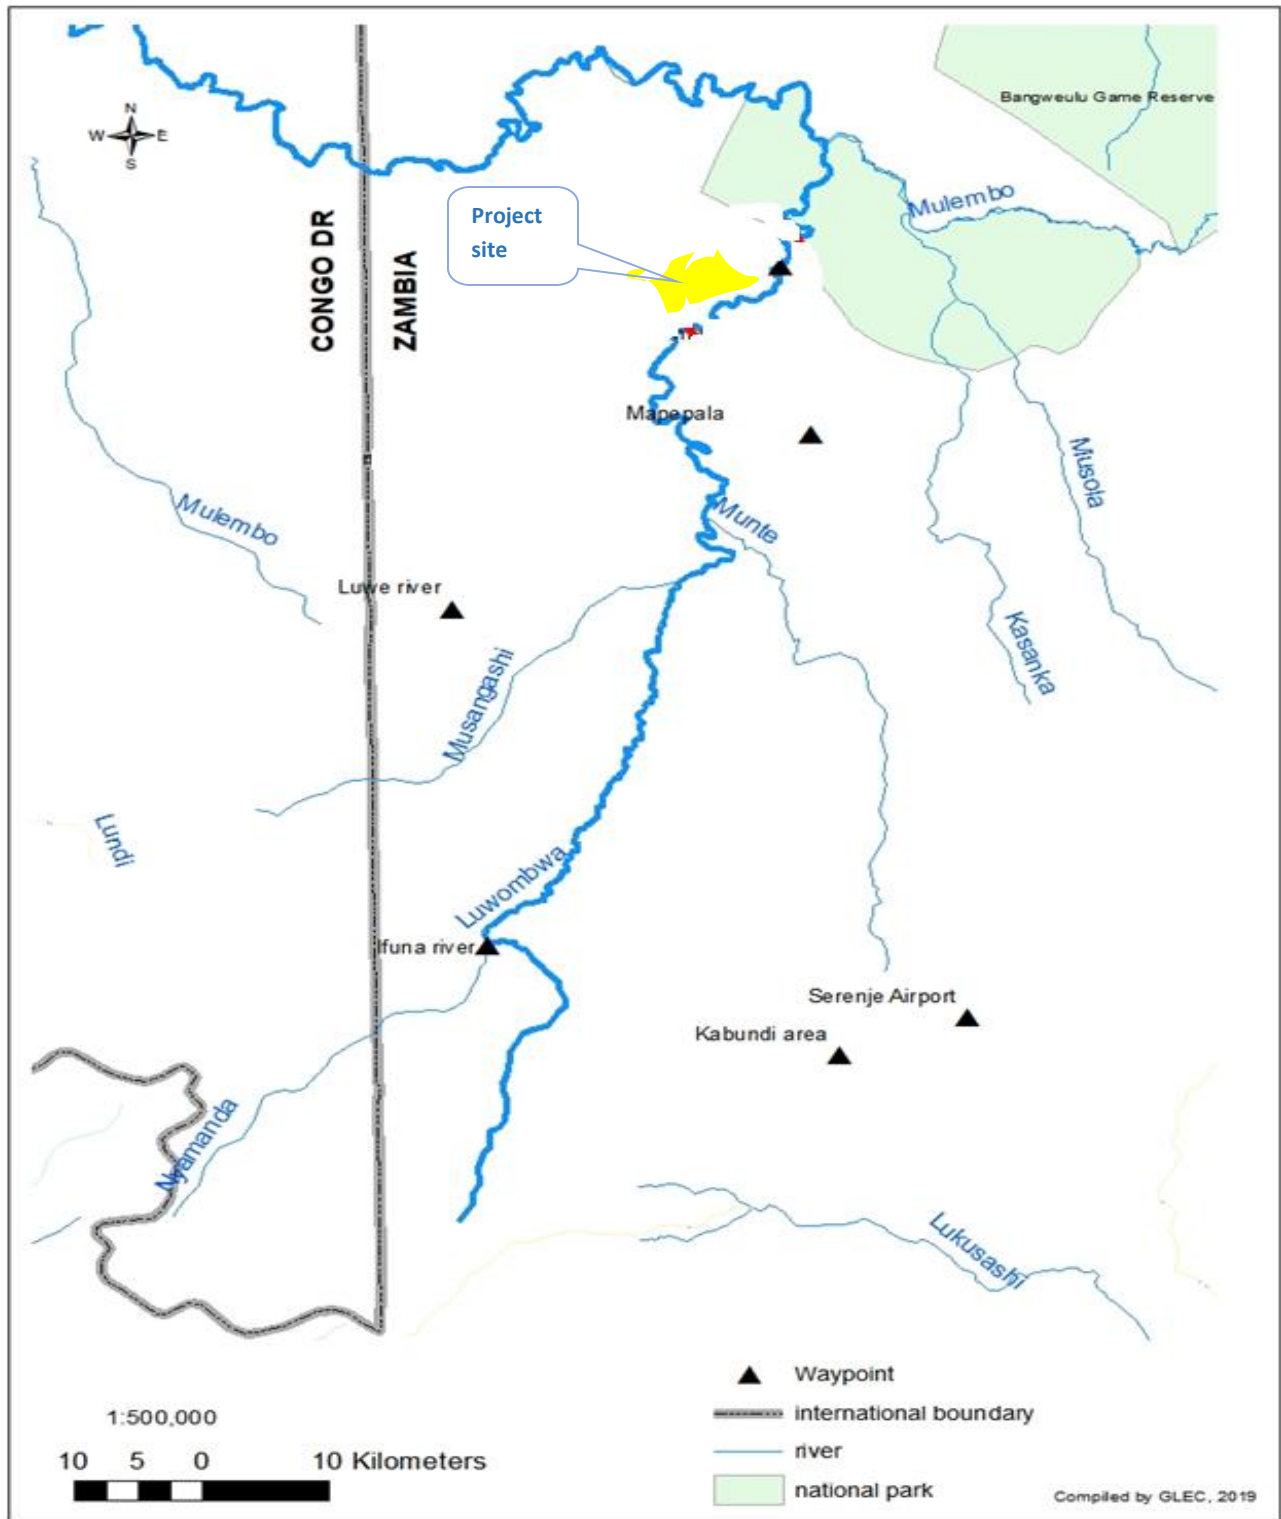 Bangweulu Game Reserve
N
W E
S
Mulembo
Project
site
CONGO DR
ZAMBIA
Mapepala
Musola
Munte
Mulembo
Luwe river
Kasanka
Musangashi
Lundi
Luwombwa
Ifuna river
Serenje Airport
Kabundi area
Nyamanda
Lukusashi
Waypoint
1:500,000
international boundary
river
10 5 0 10 Kilometers
national park
Compiled by GLEC, 2019